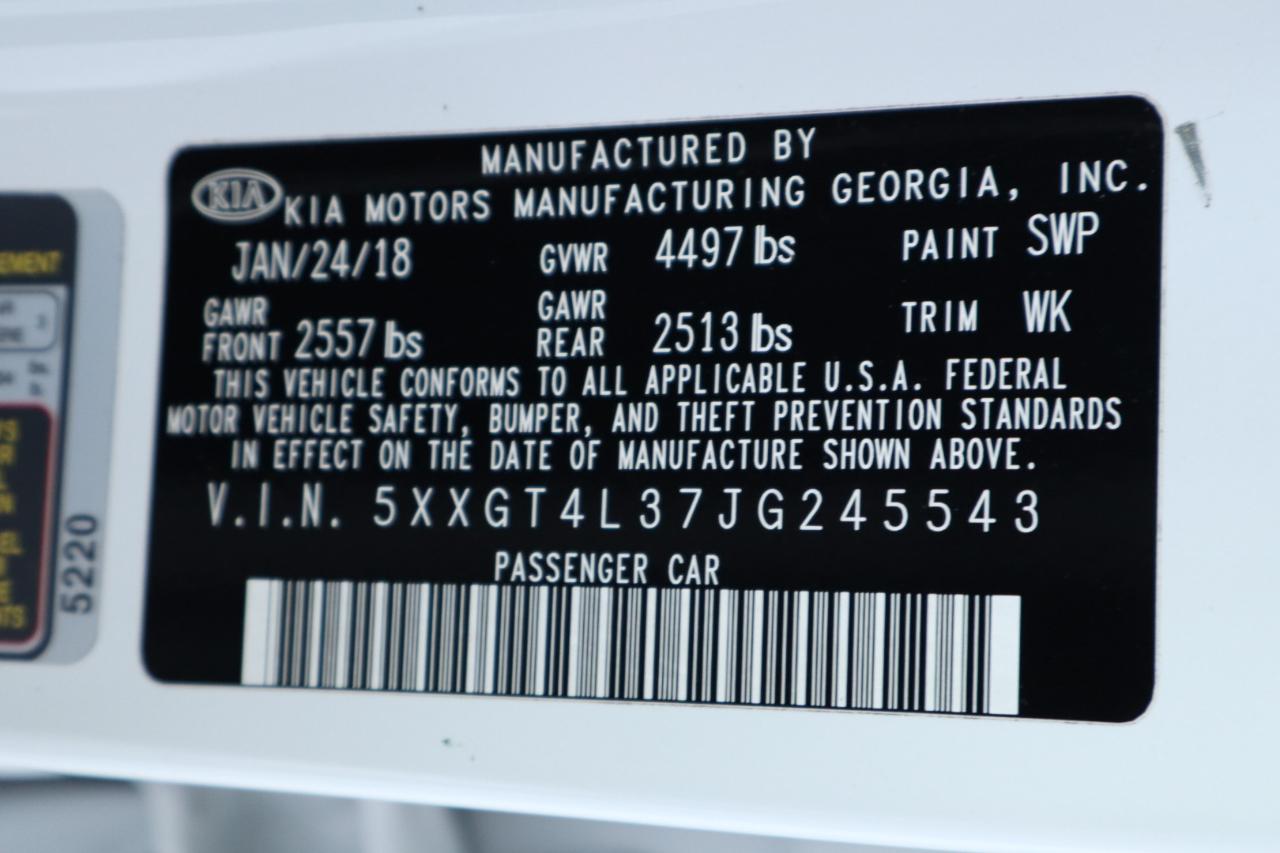 MANUFACTURED BY
KIA KIA MOTORS MANUFACTURING GEORGIA, INC.
JAN/24/18 GVWR 4497 lbs PAINT SWP
GAWR FRONT 2557 lbs GAWR REAR 2513 lbs TRIM WK
THIS VEHICLE CONFORMS TO ALL APPLICABLE U.S.A. FEDERAL
MOTOR VEHICLE SAFETY, BUMPER, AND THEFT PREVENTION STANDARDS
IN EFFECT ON THE DATE OF MANUFACTURE SHOWN ABOVE.
V.I.N. 5XXGT4L37JG245543
PASSENGER CAR
5220